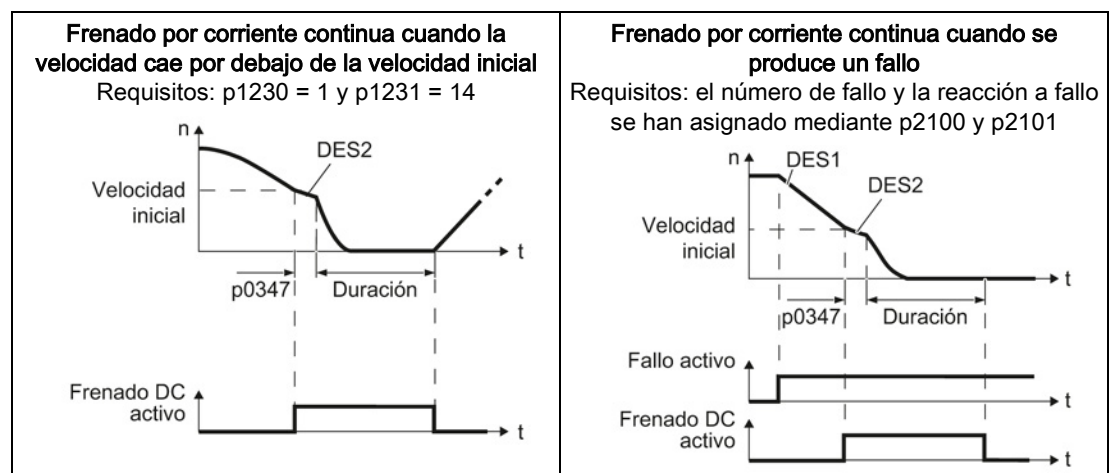 Frenado por corriente continua cuando la
velocidad cae por debajo de la velocidad inicial
Requisitos: p1230 = 1 y p1231 = 14
n
DES2
Velocidad
inicial
t
p0347
Duración
Frenado DC
activo
t
Frenado por corriente continua cuando se
produce un fallo
Requisitos: el número de fallo y la reacción a fallo
se han asignado mediante p2100 y p2101
n
DES1
DES2
Velocidad
inicial
t
p0347
Duración
Fallo activo
t
Frenado DC
activo
t